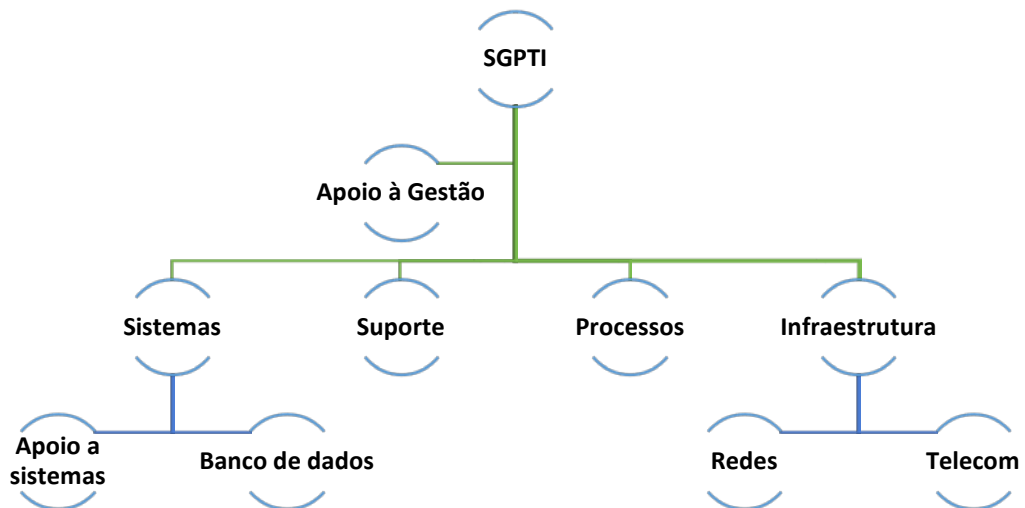 SGPTI
Apoio à Gestão
Sistemas
Suporte
Processos
Infraestrutura
Apoio a
sistemas
Banco de dados
Redes
Telecom